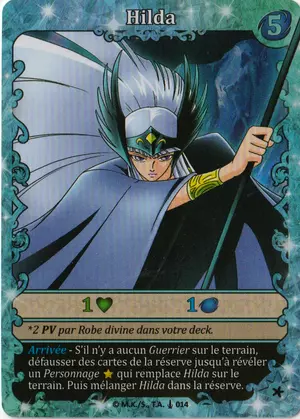 Hilda
5
1 1
*2 PV par Robe divine dans votre deck.
Arrivée - S'il n'y a aucun Guerrier sur le terrain,
défausser des cartes de la réserve jusqu'à révéler
un Personnage ★ qui remplace Hilda sur le
terrain. Puis mélanger Hilda dans la réserve.
© M.K./S., T.A. 014